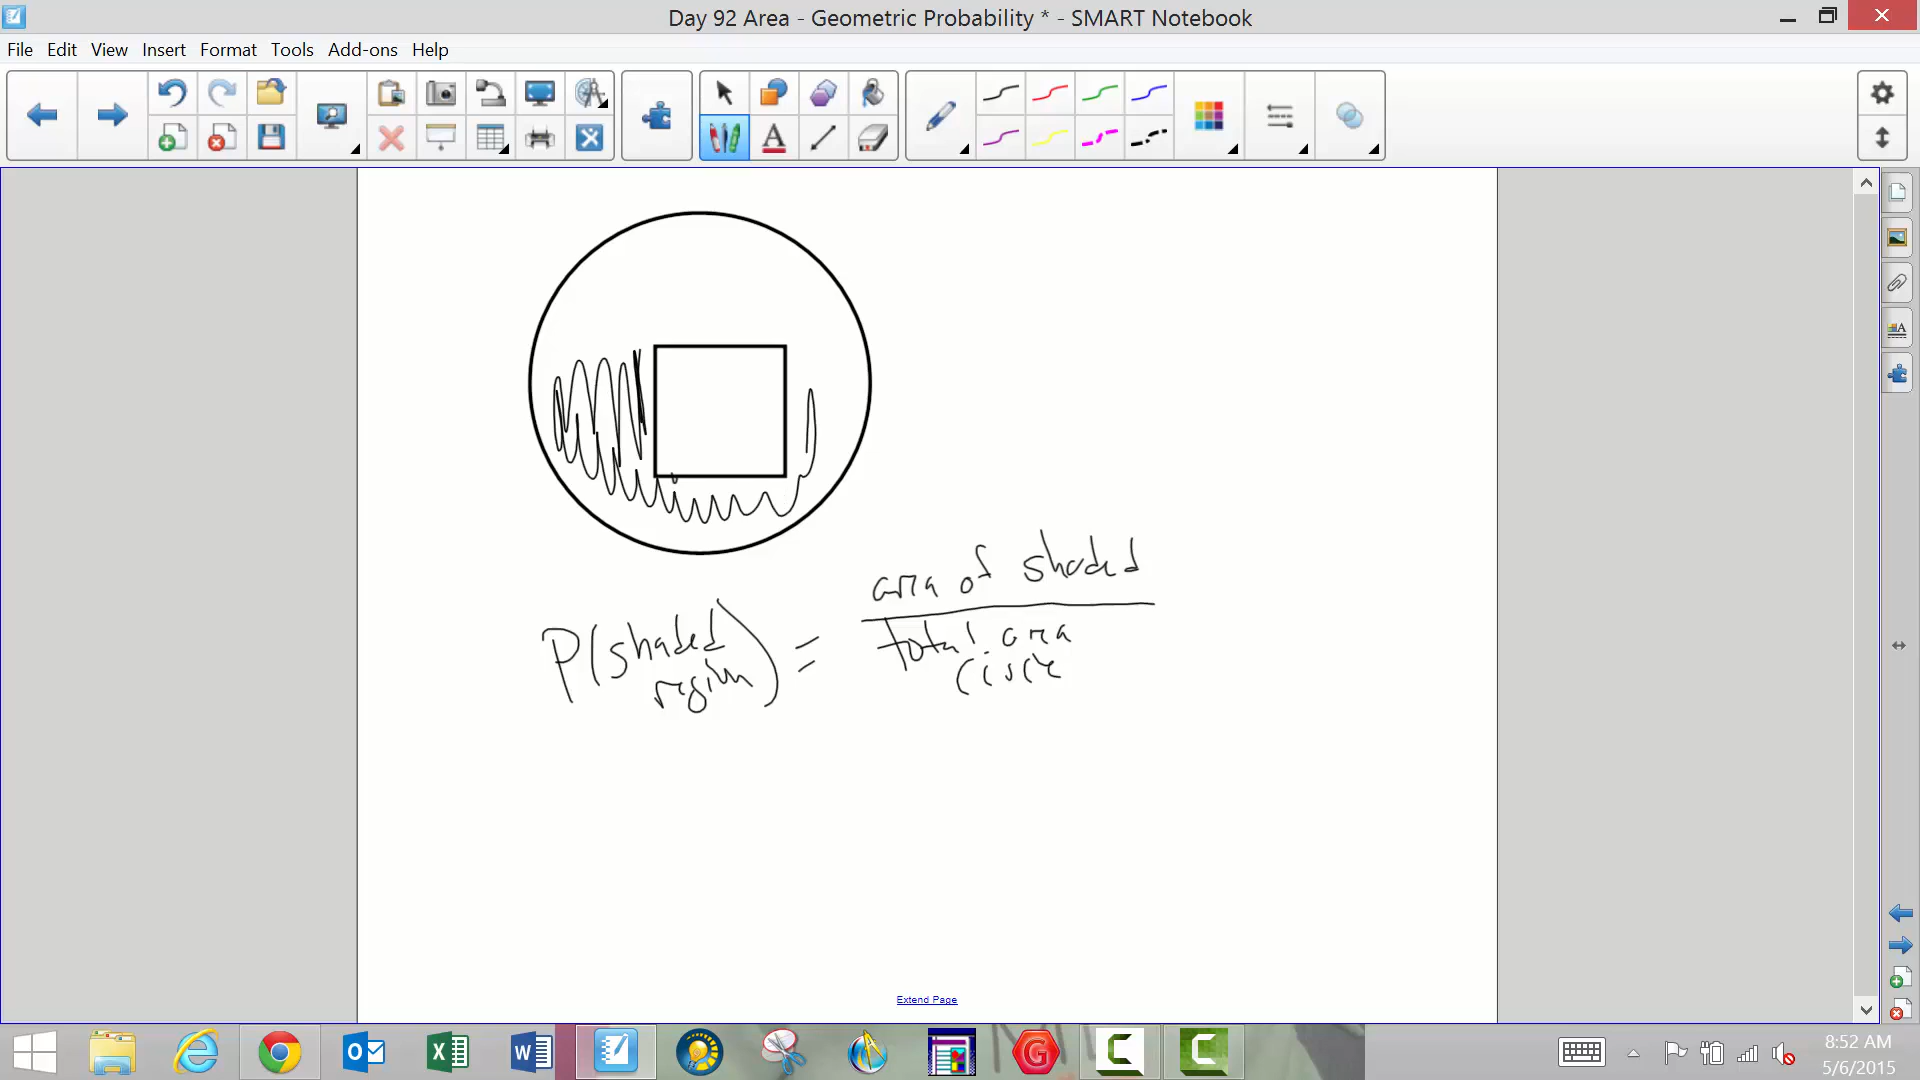 Day 92 Area - Geometric Probability * - SMART Notebook
File Edit View Insert Format Tools Add-ons Help
area of shaded
P(shaded region) =
total area
circle
Extend Page
8:52 AM
5/6/2015